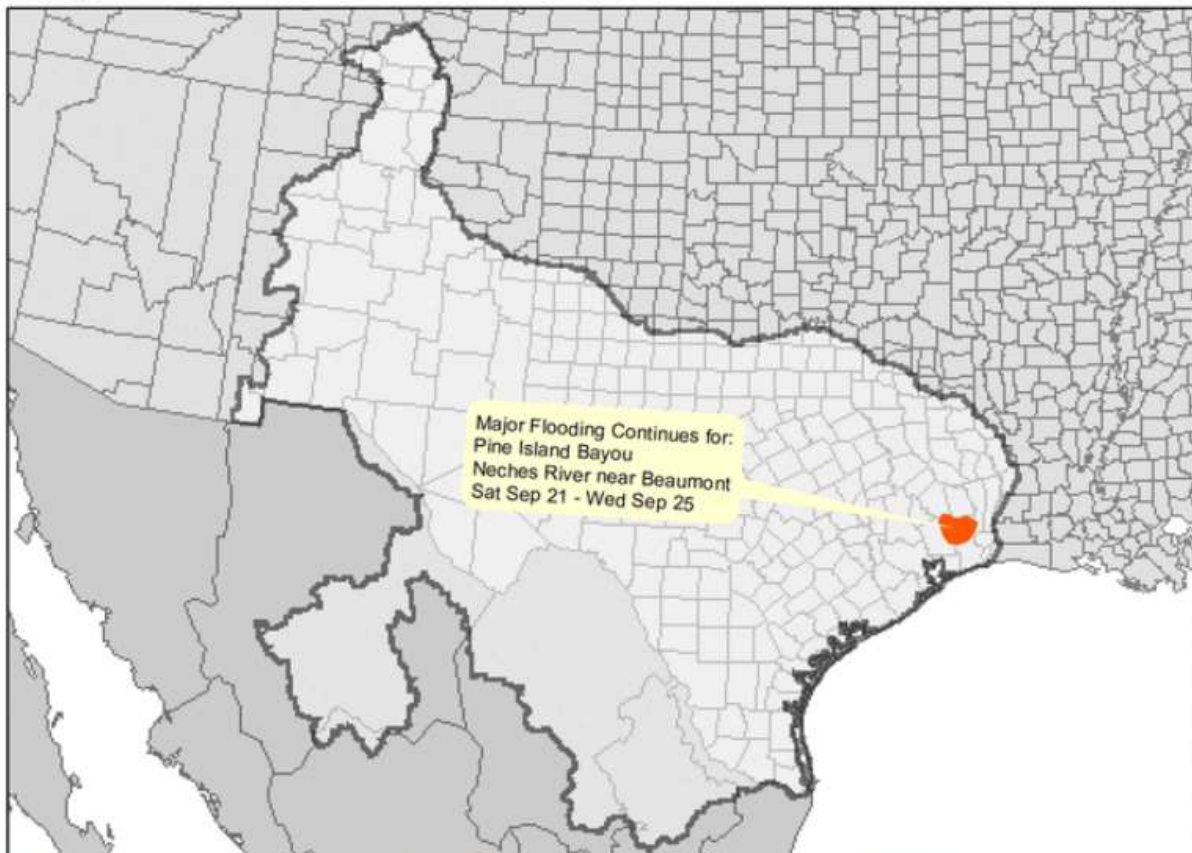 Major Flooding Continues for:
Pine Island Bayou
Neches River near Beaumont
Sat Sep 21 - Wed Sep 25